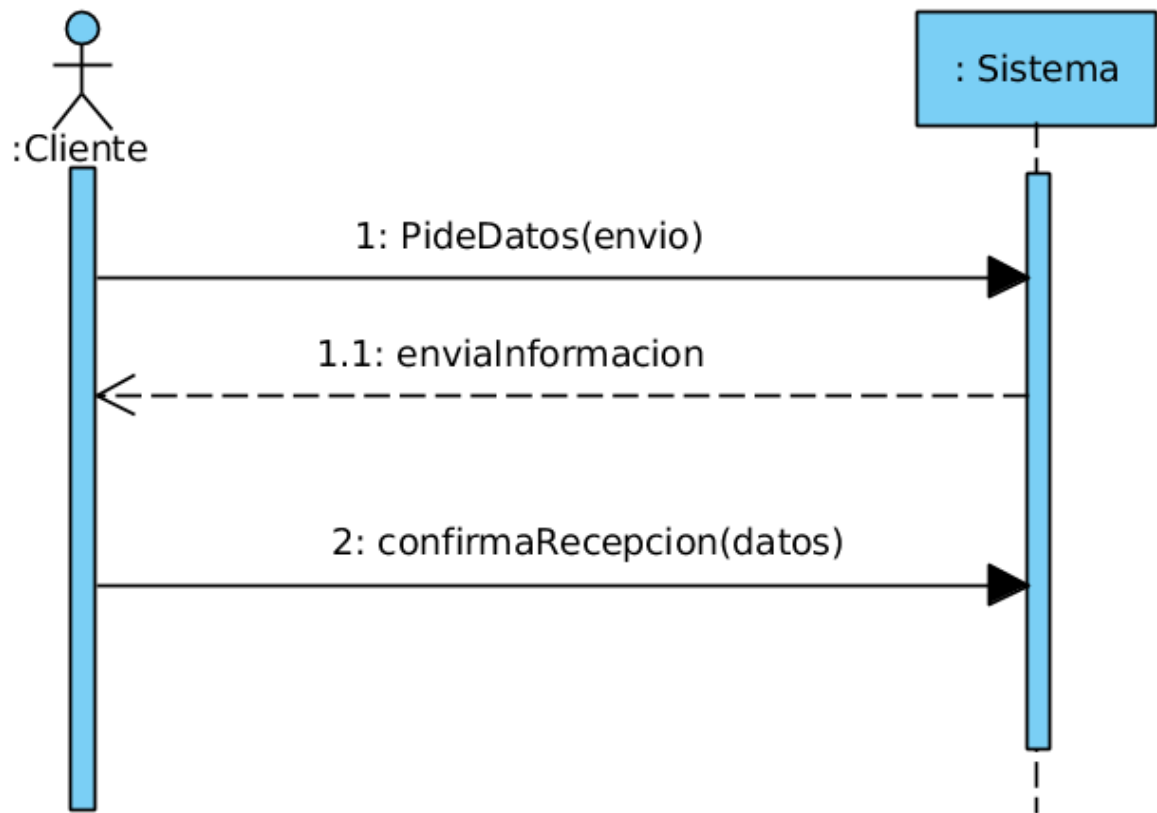 : Sistema
:Cliente
1: PideDatos(envio)
1.1: enviaInformacion
2: confirmaRecepcion(datos)